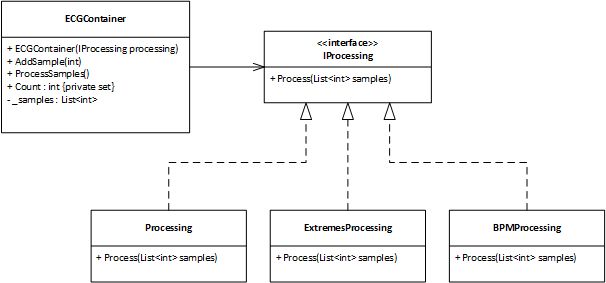 ECGContainer
+ ECGContainer(IProcessing processing)
+ AddSample(int)
+ ProcessSamples()
+ Count : int {private set}
- _samples : List<int>
<<interface>>
IProcessing
+ Process(List<int> samples)
Processing
+ Process(List<int> samples)
ExtremesProcessing
+ Process(List<int> samples)
BPMProcessing
+ Process(List<int> samples)